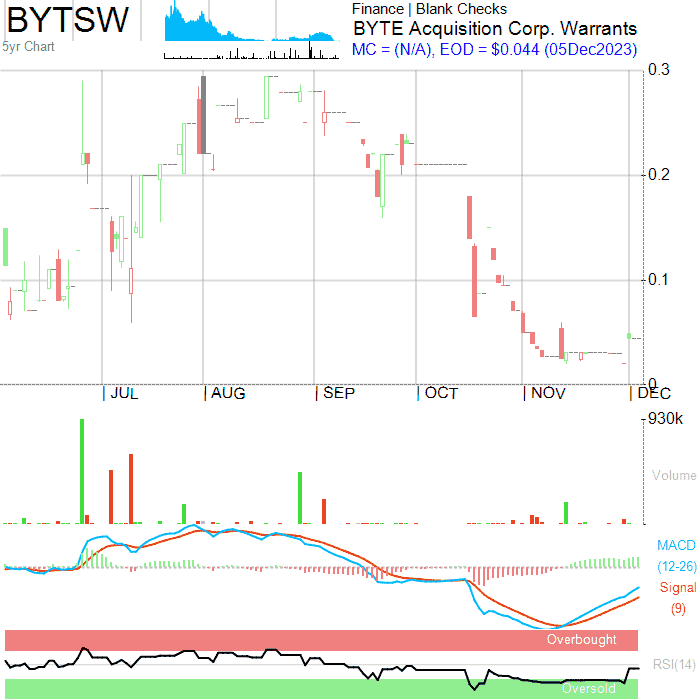 BYTSW
5yr Chart
Finance | Blank Checks
BYTE Acquisition Corp. Warrants
MC = (N/A), EOD = $0.044 (05Dec2023)
0.3
0.2
0.1
0
JUL
AUG
SEP
OCT
NOV
DEC
930k
Volume
MACD
(12-26)
Signal
(9)
Overbought
RSI(14)
Oversold